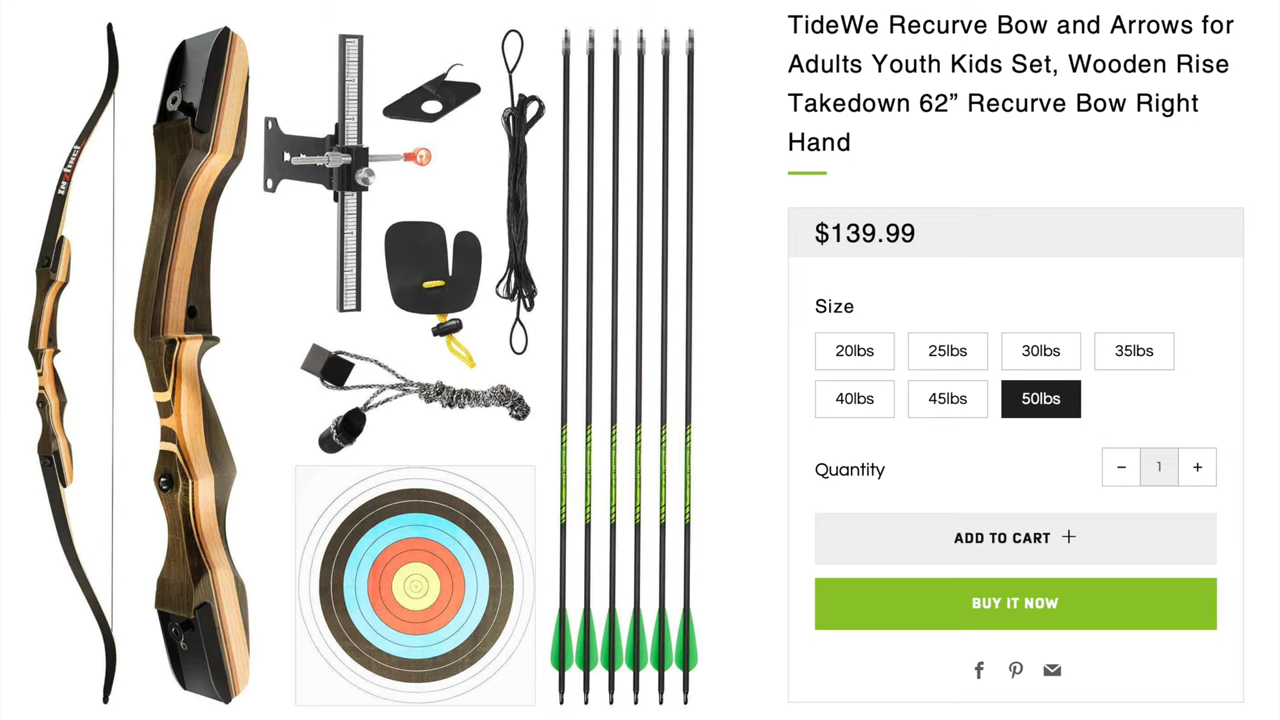 TideWe Recurve Bow and Arrows for
Adults Youth Kids Set, Wooden Rise
Takedown 62” Recurve Bow Right
Hand
$139.99
Size
20lbs 25lbs 30lbs 35lbs
40lbs 45lbs 50lbs
Quantity
− 1 +
ADD TO CART +
BUY IT NOW